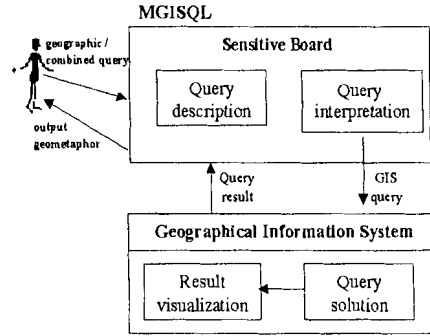 MGISQL
geographic /
combined query
Sensitive Board
Query
description
Query
interpretation
output
geometaphor
Query
result
GIS
query
Geographical Information System
Result
visualization
Query
solution